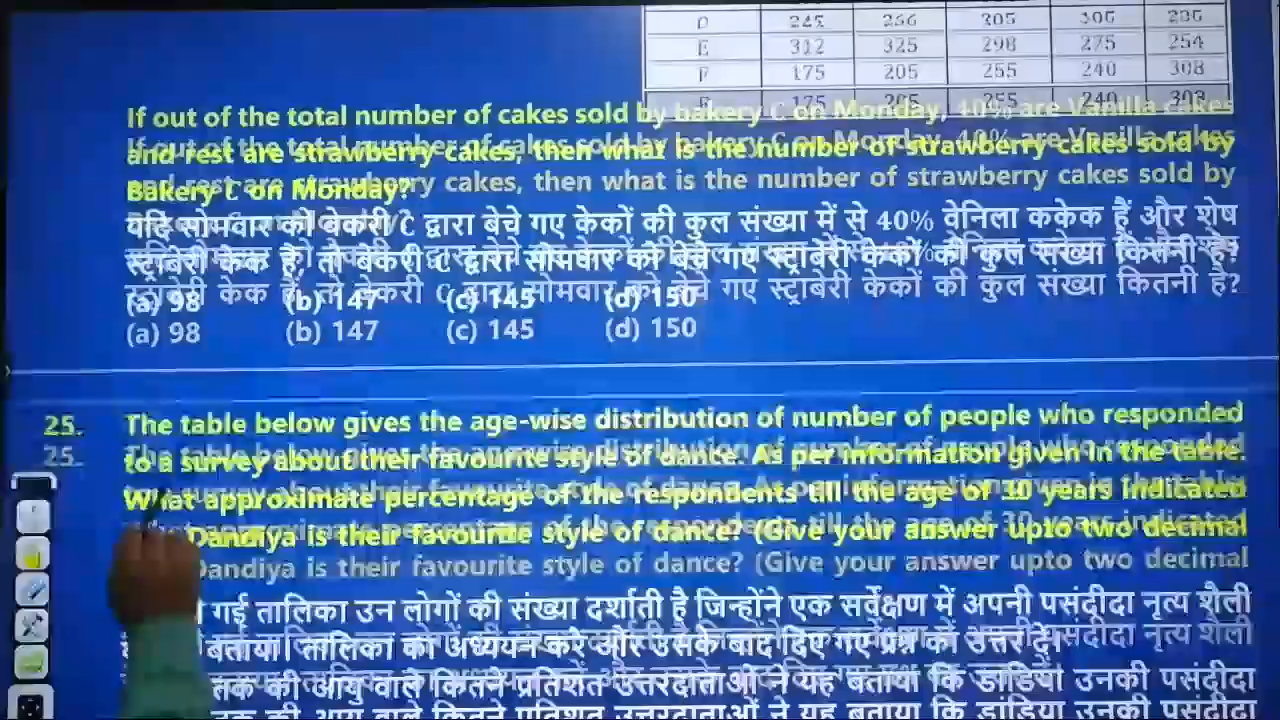 E 312 325 298 275 254
F 175 205 255 240 308
If out of the total number of cakes sold by bakery C on Monday, 40% are Vanilla cakes
and rest are strawberry cakes, then what is the number of strawberry cakes sold by
Bakery C on Monday?
यदि सोमवार को बेकरी C द्वारा बेचे गए केकों की कुल संख्या में से 40% वेनिला ककेक हैं और शेष
स्ट्राबेरी केक हैं, तो बेकरी C द्वारा सोमवार को बेचे गए स्ट्रांबेरी केकों की कुल संख्या कितनी है?
(a) 98 (b) 147 (c) 145 (d) 150
25. The table below gives the age-wise distribution of number of people who responded
to a survey about their favourite style of dance. As per information given in the table.
What approximate percentage of the respondents till the age of 30 years indicated
Dandiya is their favourite style of dance? (Give your answer upto two decimal
गई तालिका उन लोगों की संख्या दर्शाती है जिन्होंने एक सर्वेक्षण में अपनी पसंदीदा नृत्य शैली
बताया। तालिका का अध्ययन करे और उसके बाद दिए गए प्रश्न का उत्तर दे।
तक की आयु वाले कितने प्रतिशत उत्तरदाताओं ने यह बताया कि डांडिया उनकी पसंदीदा